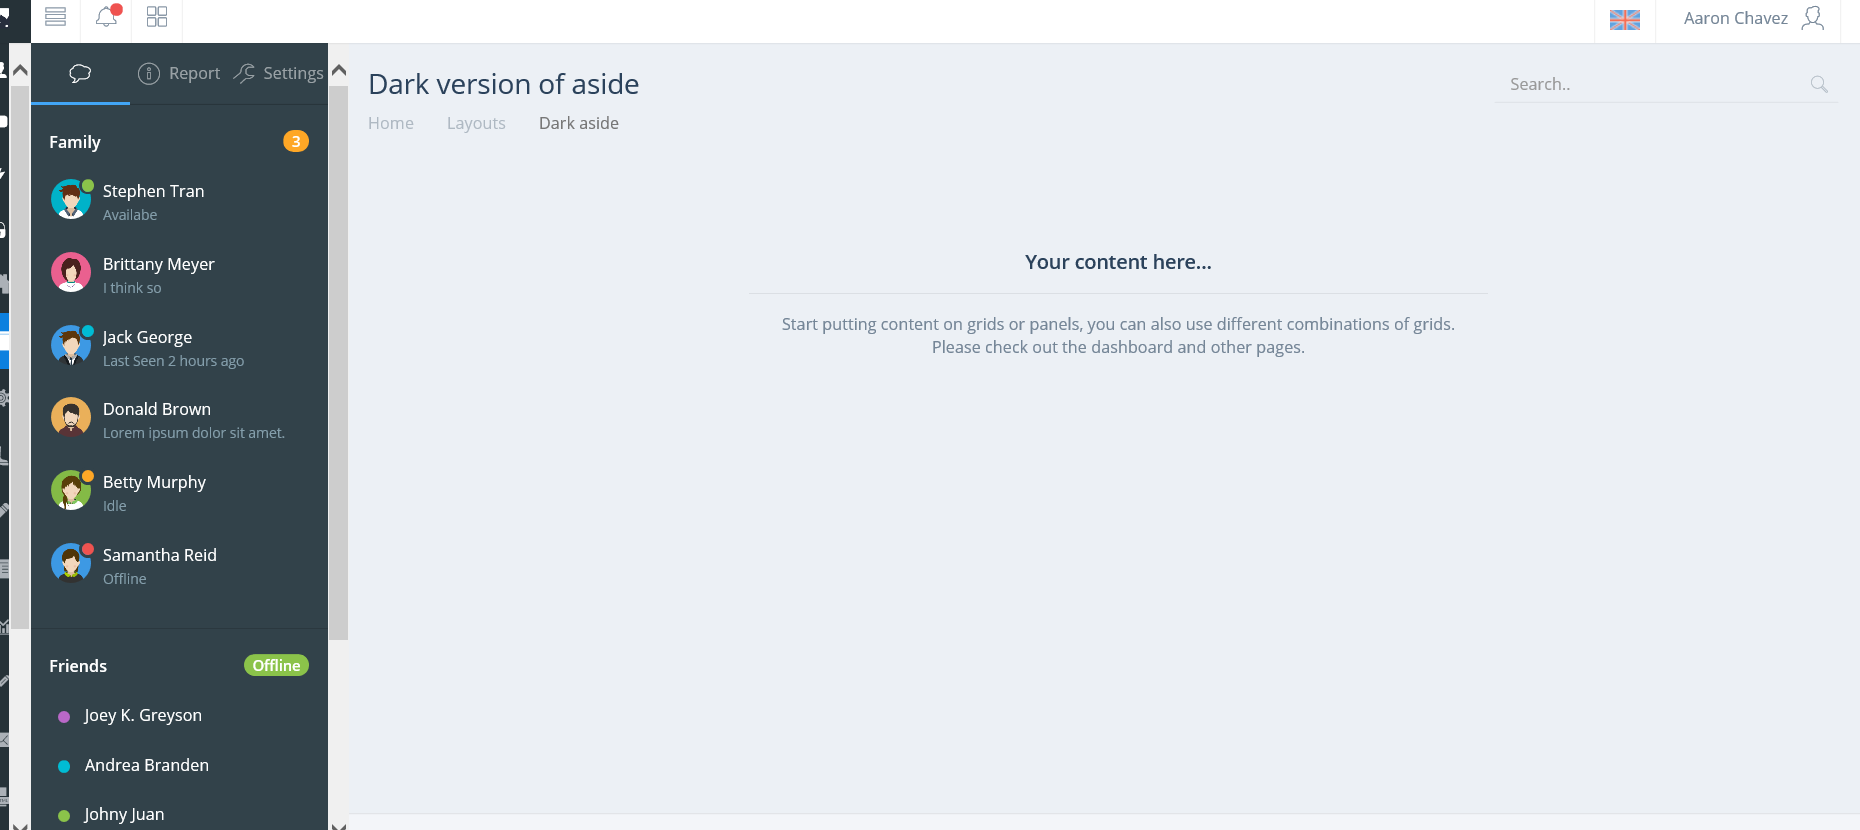 Aaron Chavez
Report
Settings
Dark version of aside
Search..
Home
Layouts
Dark aside
Family
3
Stephen Tran
Availabe
Brittany Meyer
I think so
Jack George
Last Seen 2 hours ago
Donald Brown
Lorem ipsum dolor sit amet.
Betty Murphy
Idle
Samantha Reid
Offline
Friends
Offline
Joey K. Greyson
Andrea Branden
Johny Juan
Your content here...
Start putting content on grids or panels, you can also use different combinations of grids.
Please check out the dashboard and other pages.